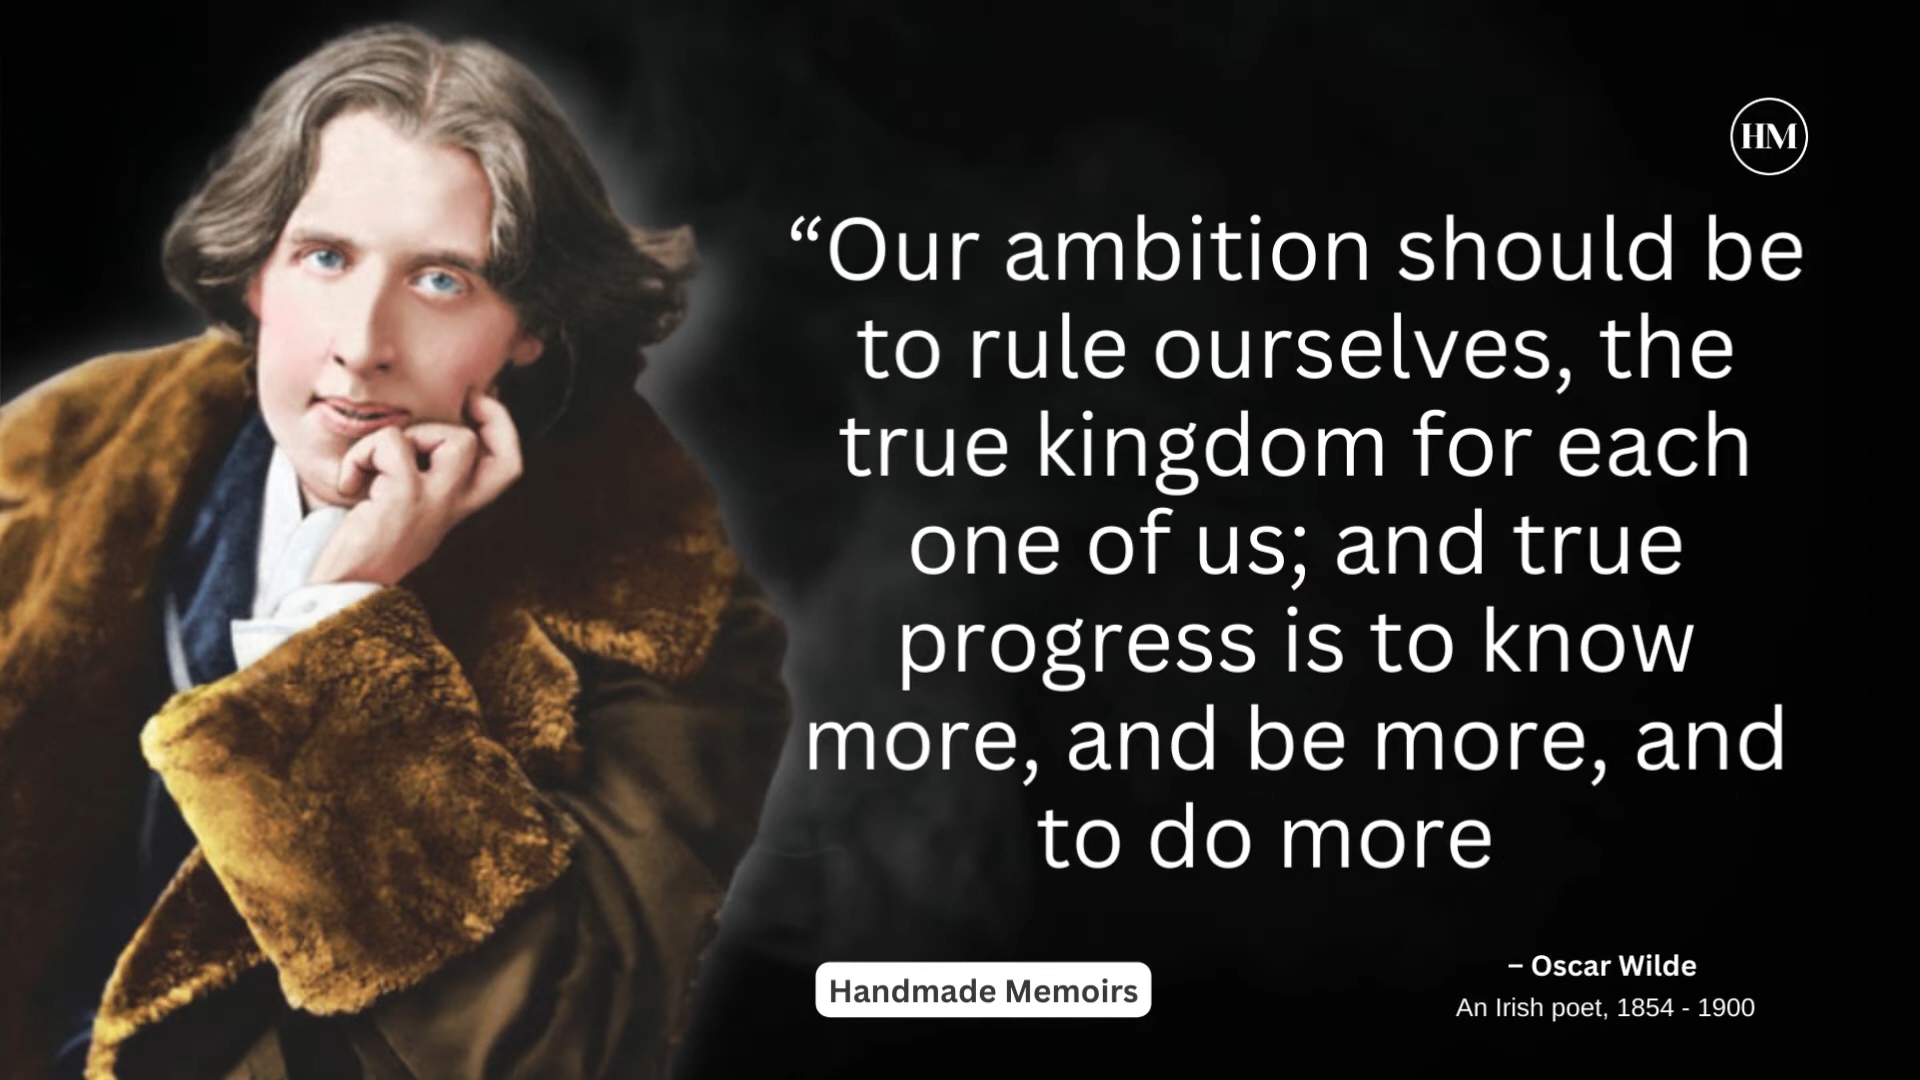 HM
“Our ambition should be
to rule ourselves, the
true kingdom for each
one of us; and true
progress is to know
more, and be more, and
to do more
– Oscar Wilde
An Irish poet, 1854 - 1900
Handmade Memoirs